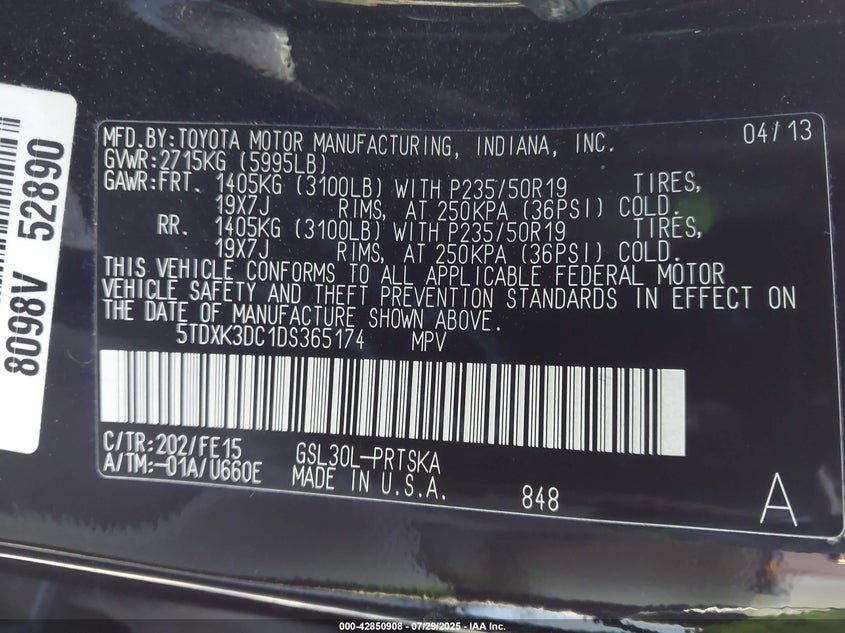 MFD.BY:TOYOTA MOTOR MANUFACTURING, INDIANA, INC. 04/13
GVWR:2715KG (5995LB)
GAWR:FRT. 1405KG (3100LB) WITH P235/50R19 TIRES,
19X7J RIMS, AT 250KPA (36PSI) COLD.
RR. 1405KG (3100LB) WITH P235/50R19 TIRES,
19X7J RIMS, AT 250KPA (36PSI) COLD.
THIS VEHICLE CONFORMS TO ALL APPLICABLE FEDERAL MOTOR
VEHICLE SAFETY AND THEFT PREVENTION STANDARDS IN EFFECT ON
THE DATE OF MANUFACTURE SHOWN ABOVE.
5TDXK3DC1DS365174 MPV
C/TR:202/FE15 GSL30L-PRTSKA
A/TM:-01A/U660E MADE IN U.S.A. 848 A
8098V 52890
000-42850908 - 07/29/2025 - IAA Inc.